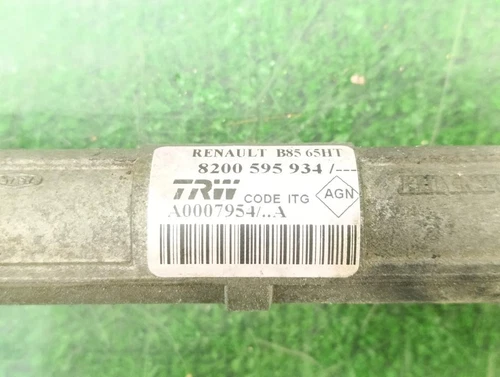 RENAULT B85 65HT
8200 595 934 /---
TRW CODE ITG AGN
A0007954/..A